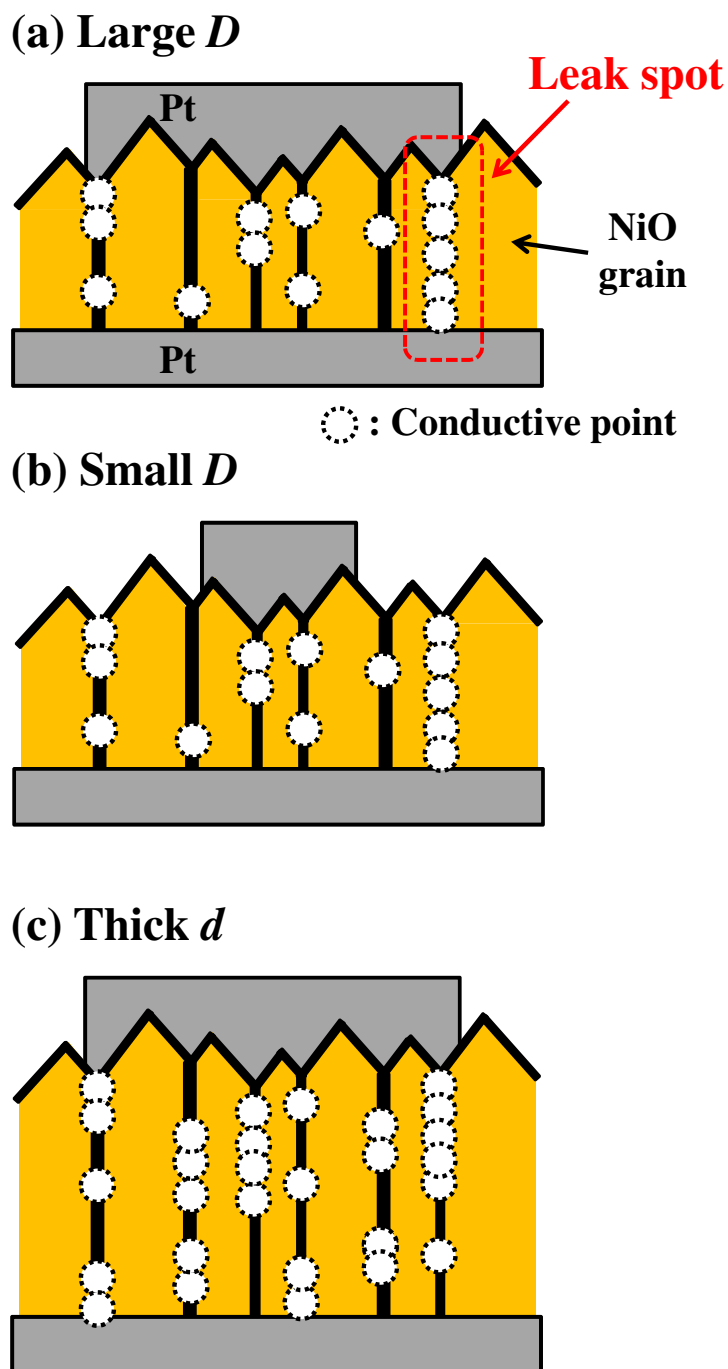 (a) Large D
Pt
Leak spot
NiO
grain
Pt
: Conductive point
(b) Small D
(c) Thick d